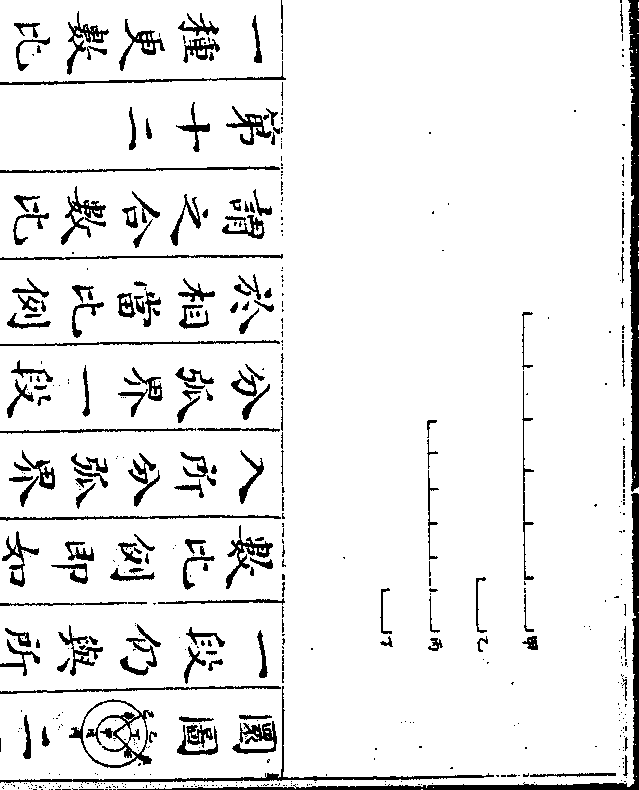 甲
乙
丙
丁
圜圖二
一段仍與所
數比例即如
入所分弧界
分弧界一段
於相當比例
謂之合數比
第十二
一種更數比